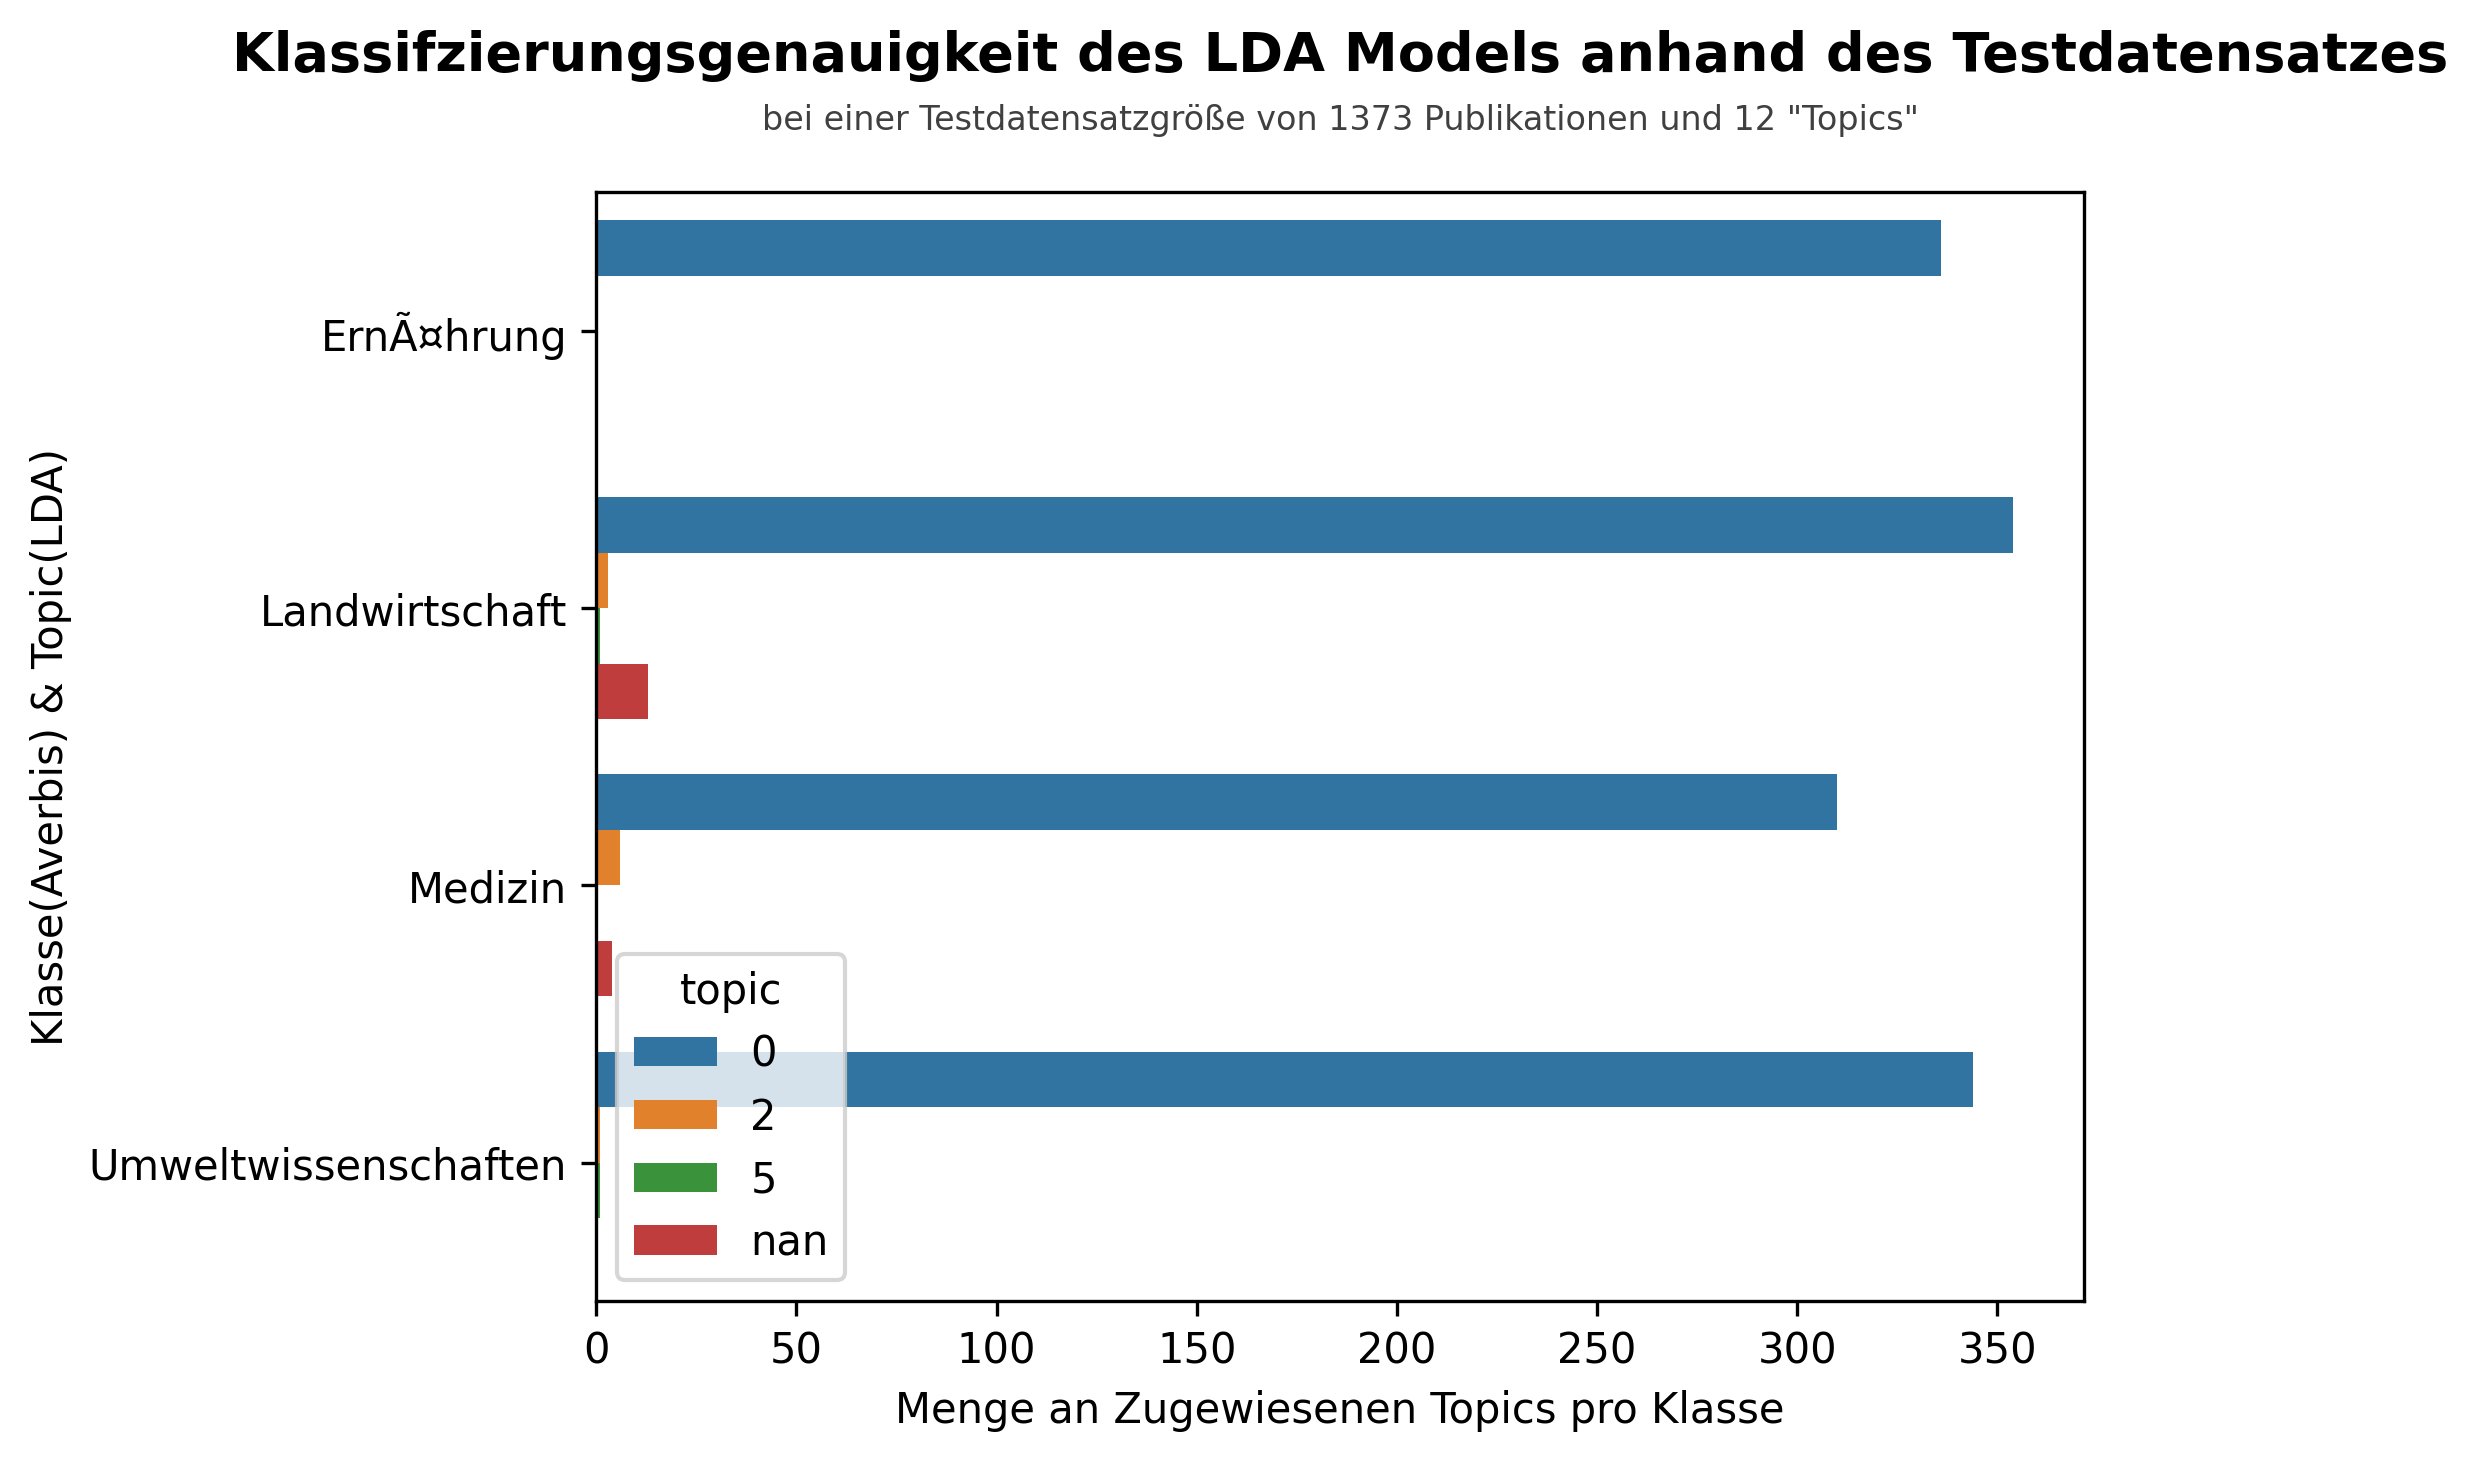 Klassifzierungsgenauigkeit des LDA Models anhand des Testdatensatzes
bei einer Testdatensatzgröße von 1373 Publikationen und 12 "Topics"
Klasse(Averbis) & Topic(LDA)
ErnÃ¤hrung
Landwirtschaft
Medizin
Umweltwissenschaften
topic
0
2
5
nan
0 50 100 150 200 250 300 350
Menge an Zugewiesenen Topics pro Klasse